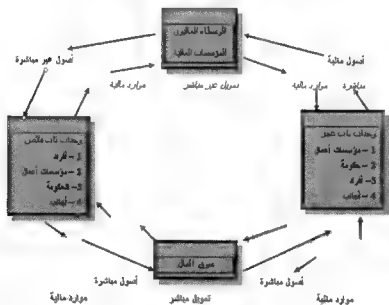 الوسطاء الماليون
المؤسسات المالية
أصول غير مباشرة
أصول مالية
موارد مالية
تمويل غير مباشر
موارد مالية
مباشرة
وحدات ذات عجز
1 – مؤسسات أعمال
2 – حكومة
3– أفراد
4 – أجانب
وحدات ذات فائض
1 – أفراد
2 – مؤسسات أعمال
3 – الحكومة
4 – أجانب
سوق المال
أصول مباشرة
أصول مباشرة
موارد مالية
تمويل مباشر
موارد مالية